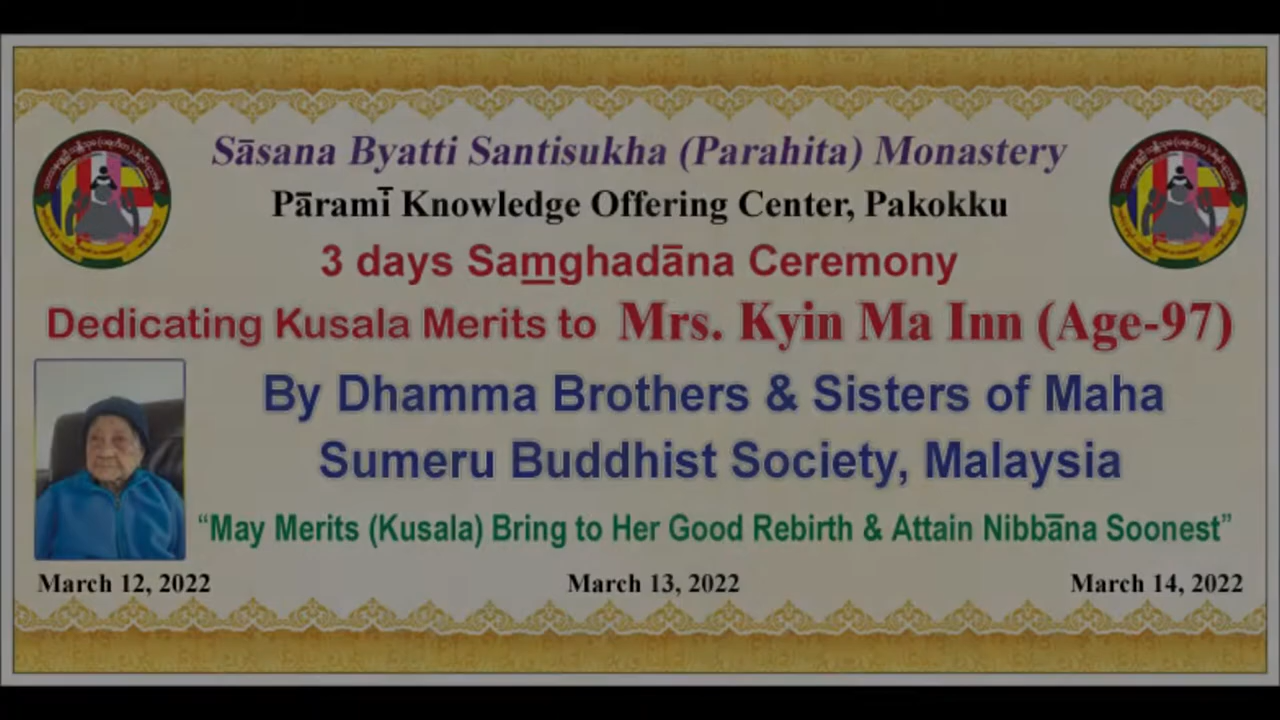 Sāsana Byatti Santisukha (Parahita) Monastery
Pāramī Knowledge Offering Center, Pakokku
3 days Sam̲ghadāna Ceremony
Dedicating Kusala Merits to Mrs. Kyin Ma Inn (Age-97)
By Dhamma Brothers & Sisters of Maha
Sumeru Buddhist Society, Malaysia
“May Merits (Kusala) Bring to Her Good Rebirth & Attain Nibbāna Soonest”
March 12, 2022 March 13, 2022 March 14, 2022